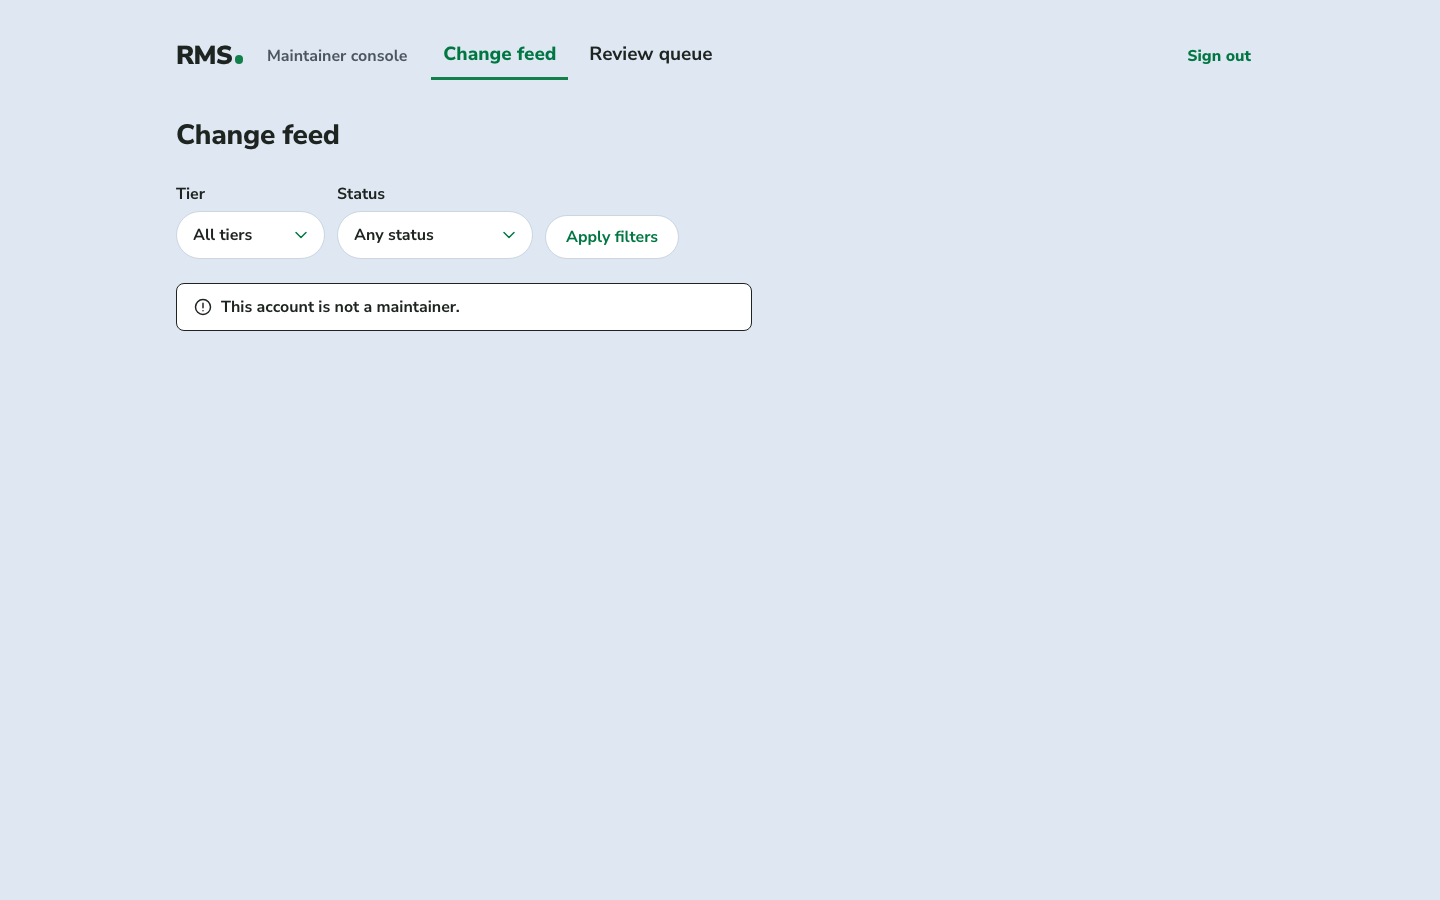 RMS. Maintainer console Change feed Review queue Sign out
Change feed
Tier Status
All tiers Any status Apply filters
This account is not a maintainer.